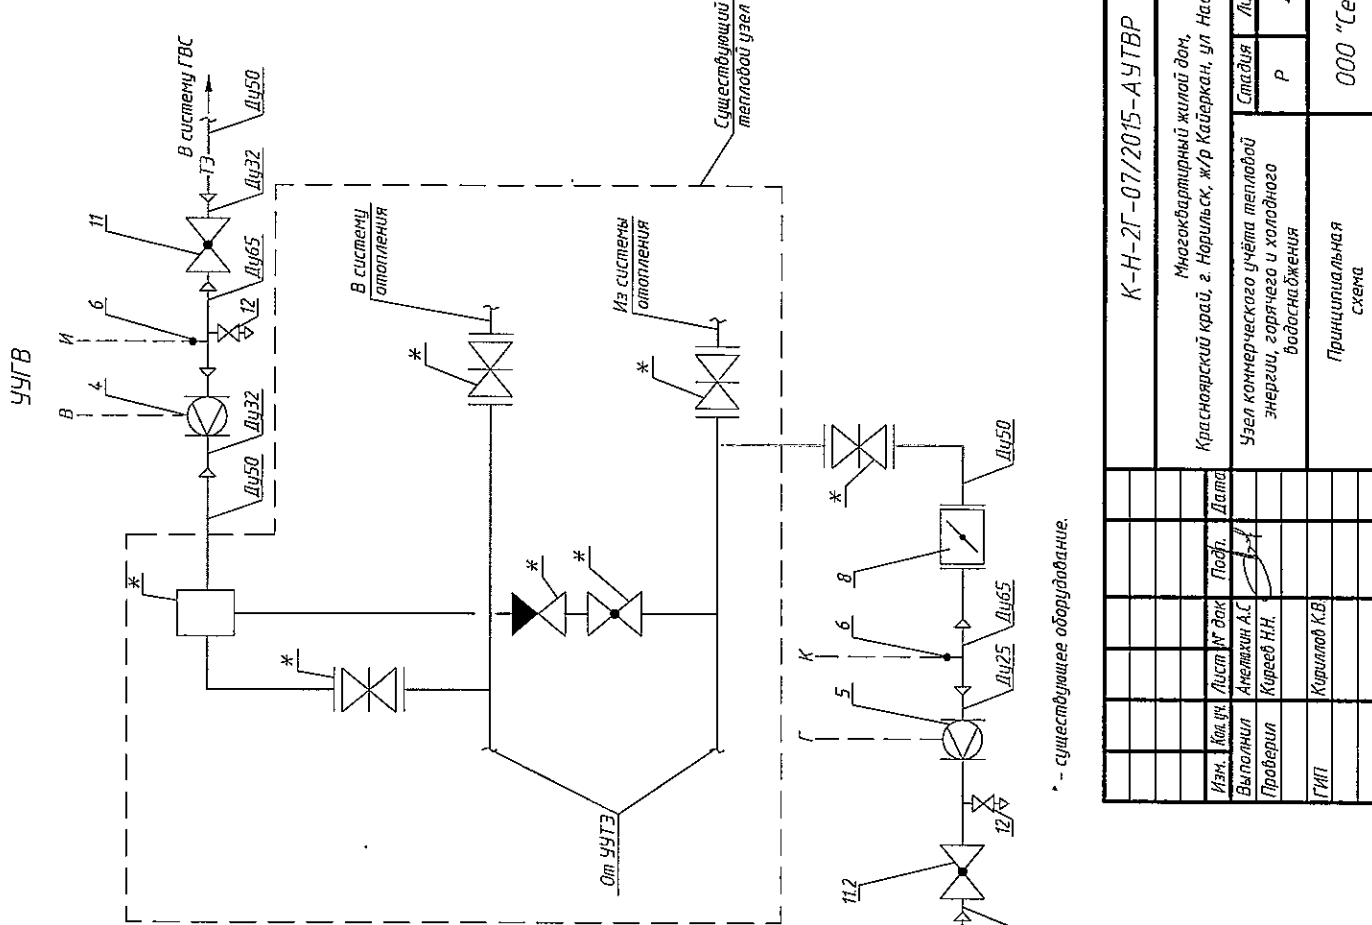 УУГВ
В
4
И
6
11
В систему ГВС
Т3
Ду50
Ду32
Ду65
12
Ду32
Ду50
Существующий
тепловой узел
В систему
отопления
Из системы
отопления
*
*
*
*
*
*
*
От УУТЭ
Ду50
8
6
К
Ду65
Ду25
5
Г
12
11.2
* - существующее оборудование.
К-Н-2Г-07/2015-АУТВР
Многоквартирный жилой дом,
Красноярский край, г. Норильск, ж/р Кайеркан, ул
Изм. Кол.уч. Лист № док Подп. Дата
Выполнил Амелюхин А.С
Проверил Киреев Н.Н.
ГИП Кириллов К.В.
Узел коммерческого учёта тепловой
энергии, горячего и холодного
водоснабжения
Стадия
Р
Принципиальная
схема
ООО